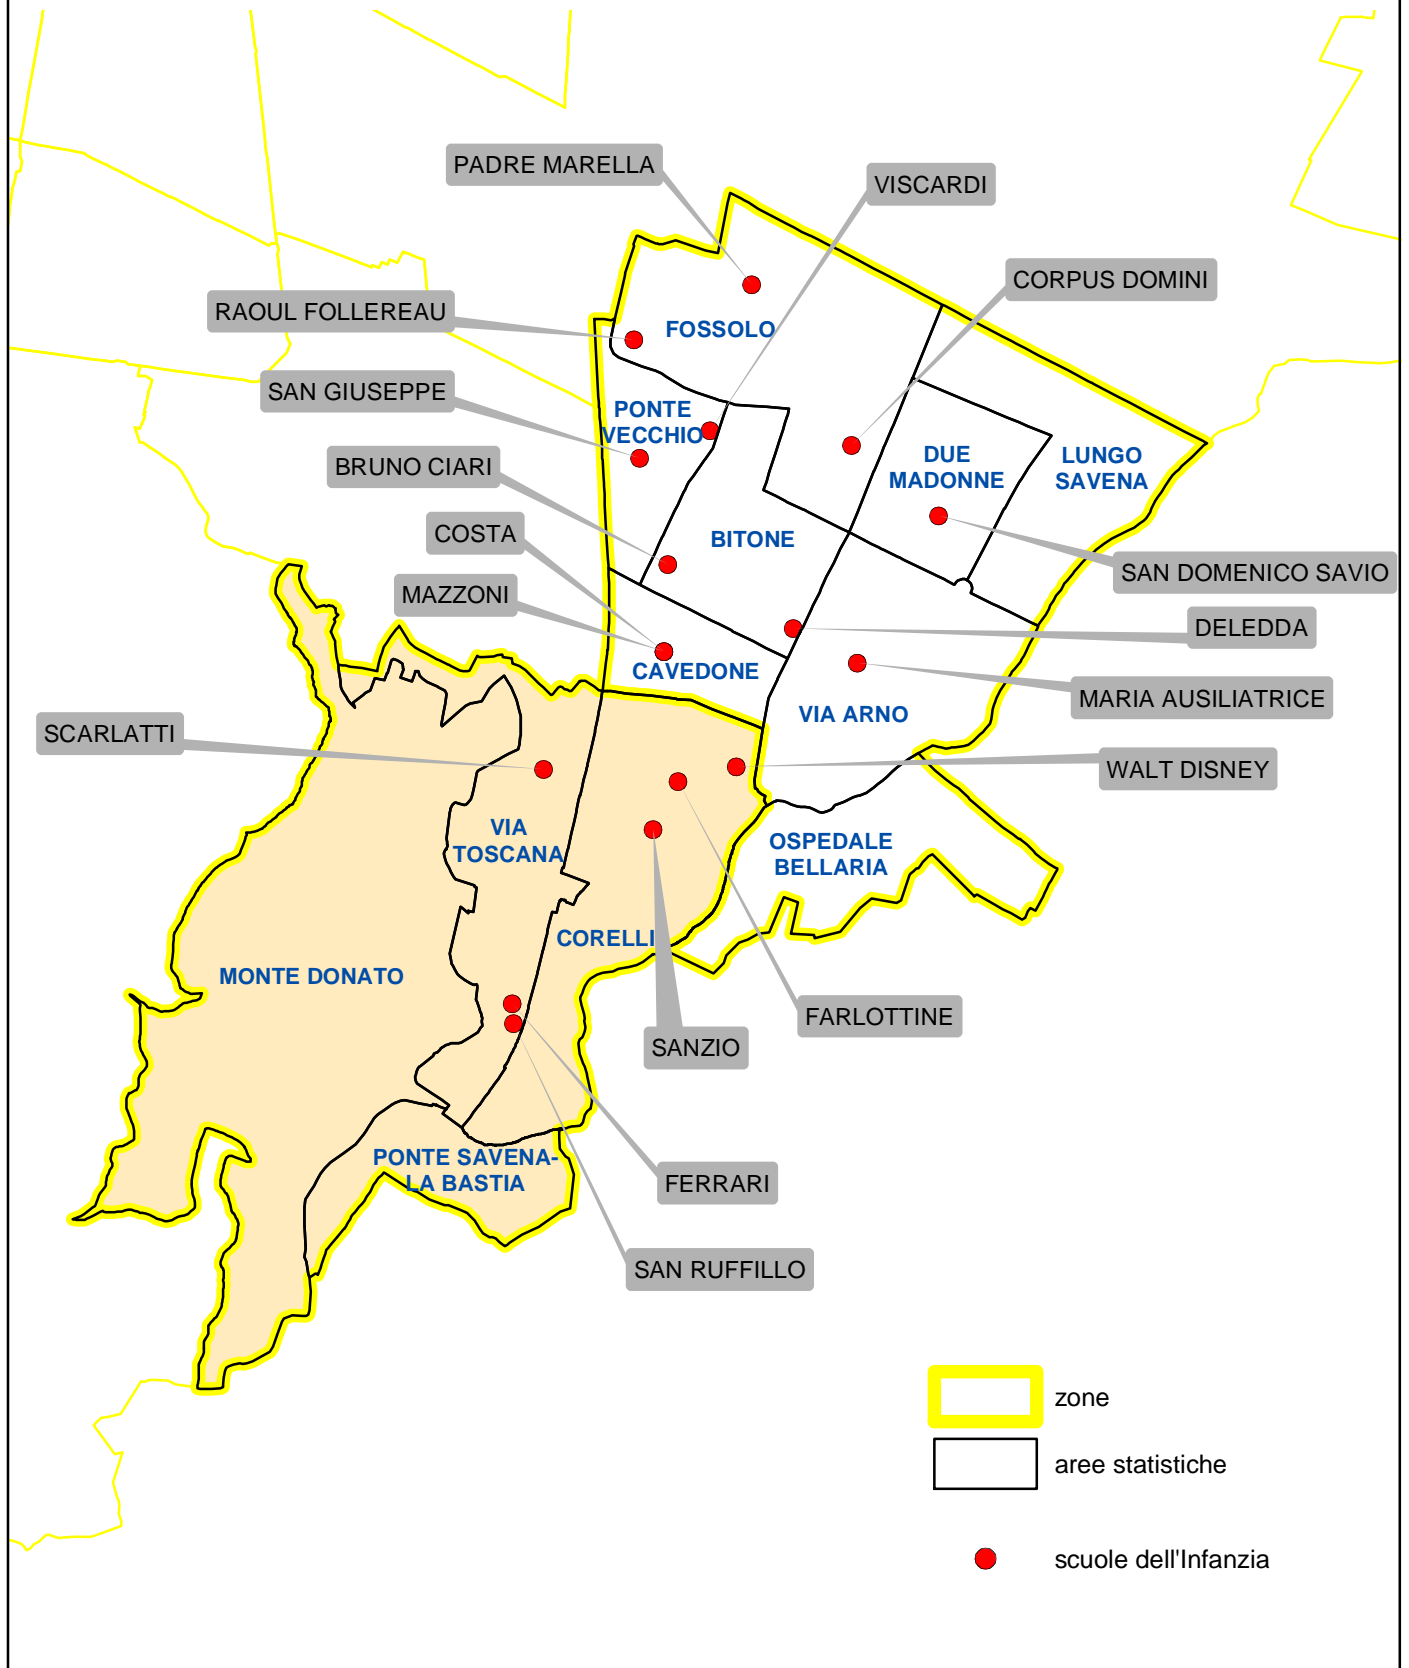 PADRE MARELLA
VISCARDI
CORPUS DOMINI
RAOUL FOLLEREAU
FOSSOLO
SAN GIUSEPPE
PONTE
VECCHIO
BRUNO CIARI
DUE
MADONNE
LUNGO
SAVENA
COSTA
BITONE
SAN DOMENICO SAVIO
MAZZONI
DELEDDA
CAVEDONE
MARIA AUSILIATRICE
VIA ARNO
SCARLATTI
WALT DISNEY
VIA
TOSCANA
OSPEDALE
BELLARIA
CORELLI
MONTE DONATO
FARLOTTINE
SANZIO
PONTE SAVENA-
LA BASTIA
FERRARI
SAN RUFFILLO
zone
aree statistiche
scuole dell'Infanzia